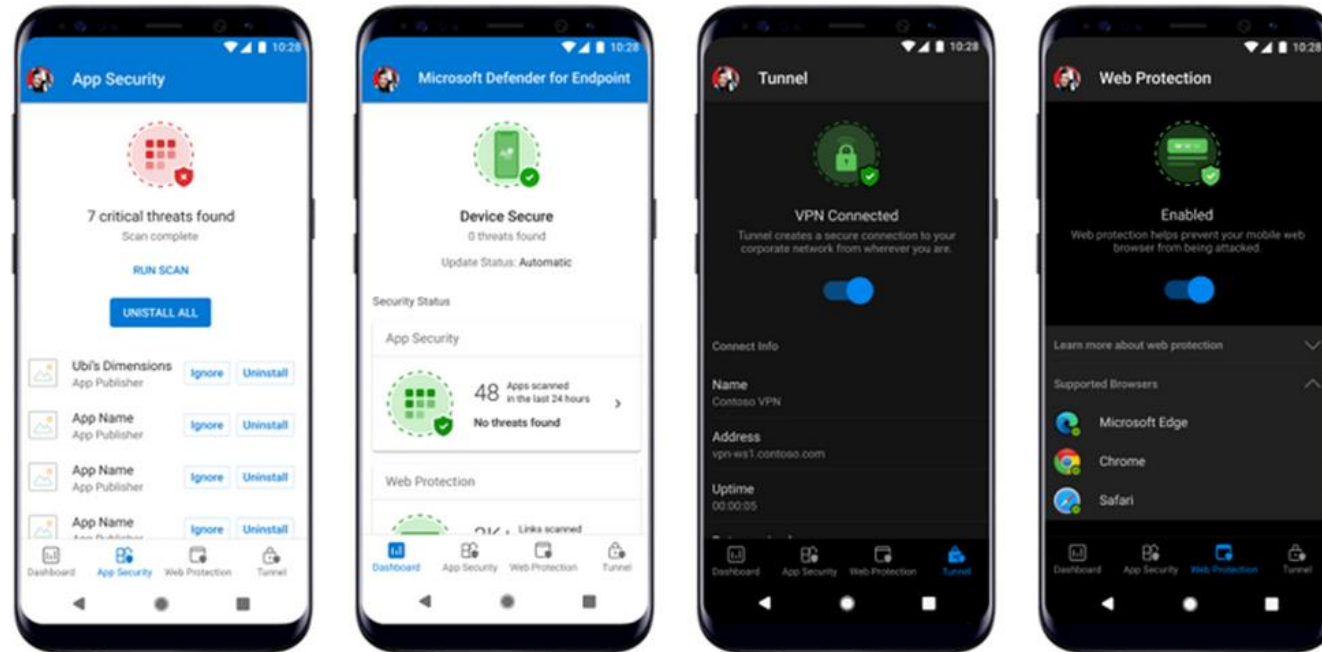 10:28
App Security
7 critical threats found
Scan complete
RUN SCAN
UNISTALL ALL
Ubi's Dimensions
App Publisher
Ignore
Uninstall
App Name
App Publisher
Ignore
Uninstall
App Name
App Publisher
Ignore
Uninstall
App Name
App Publisher
Ignore
Uninstall
Dashboard
App Security
Web Protection
Tunnel
10:28
Microsoft Defender for Endpoint
Device Secure
0 threats found
Update Status: Automatic
Security Status
App Security
48 Apps scanned
in the last 24 hours
No threats found
Web Protection
Links scanned
Dashboard
App Security
Web Protection
Tunnel
10:28
Tunnel
VPN Connected
Tunnel creates a secure connection to your
corporate network from wherever you are.
Connect Info
Name
Contoso VPN
Address
vpn-ws1.contoso.com
Uptime
00:00:05
Dashboard
App Security
Web Protection
Tunnel
10:28
Web Protection
Enabled
Web protection helps prevent your mobile web
browser from being attacked.
Learn more about web protection
Supported Browsers
Microsoft Edge
Chrome
Safari
Dashboard
App Security
Web Protection
Tunnel